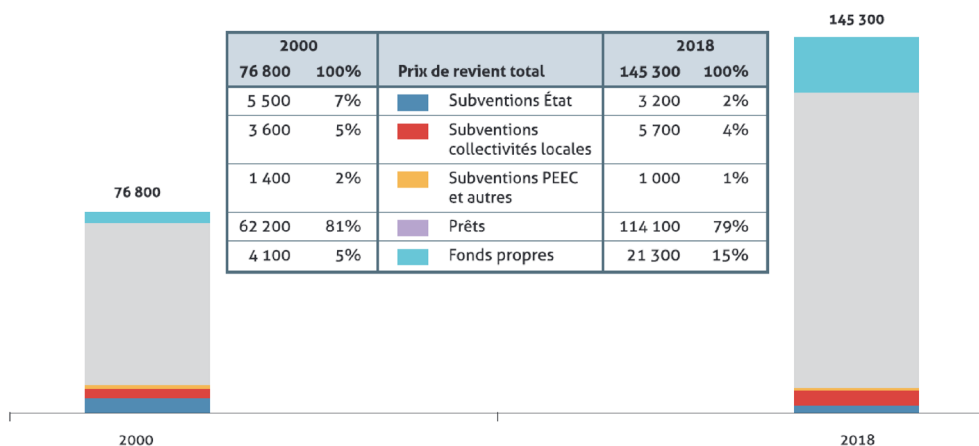 145 300
2000 2018
76 800 100% Prix de revient total 145 300 100%
5 500 7% Subventions État 3 200 2%
3 600 5% Subventions 5 700 4%
collectivités locales
1 400 2% Subventions PEEC 1 000 1%
et autres
76 800
62 200 81% Prêts 114 100 79%
4 100 5% Fonds propres 21 300 15%
2000 2018